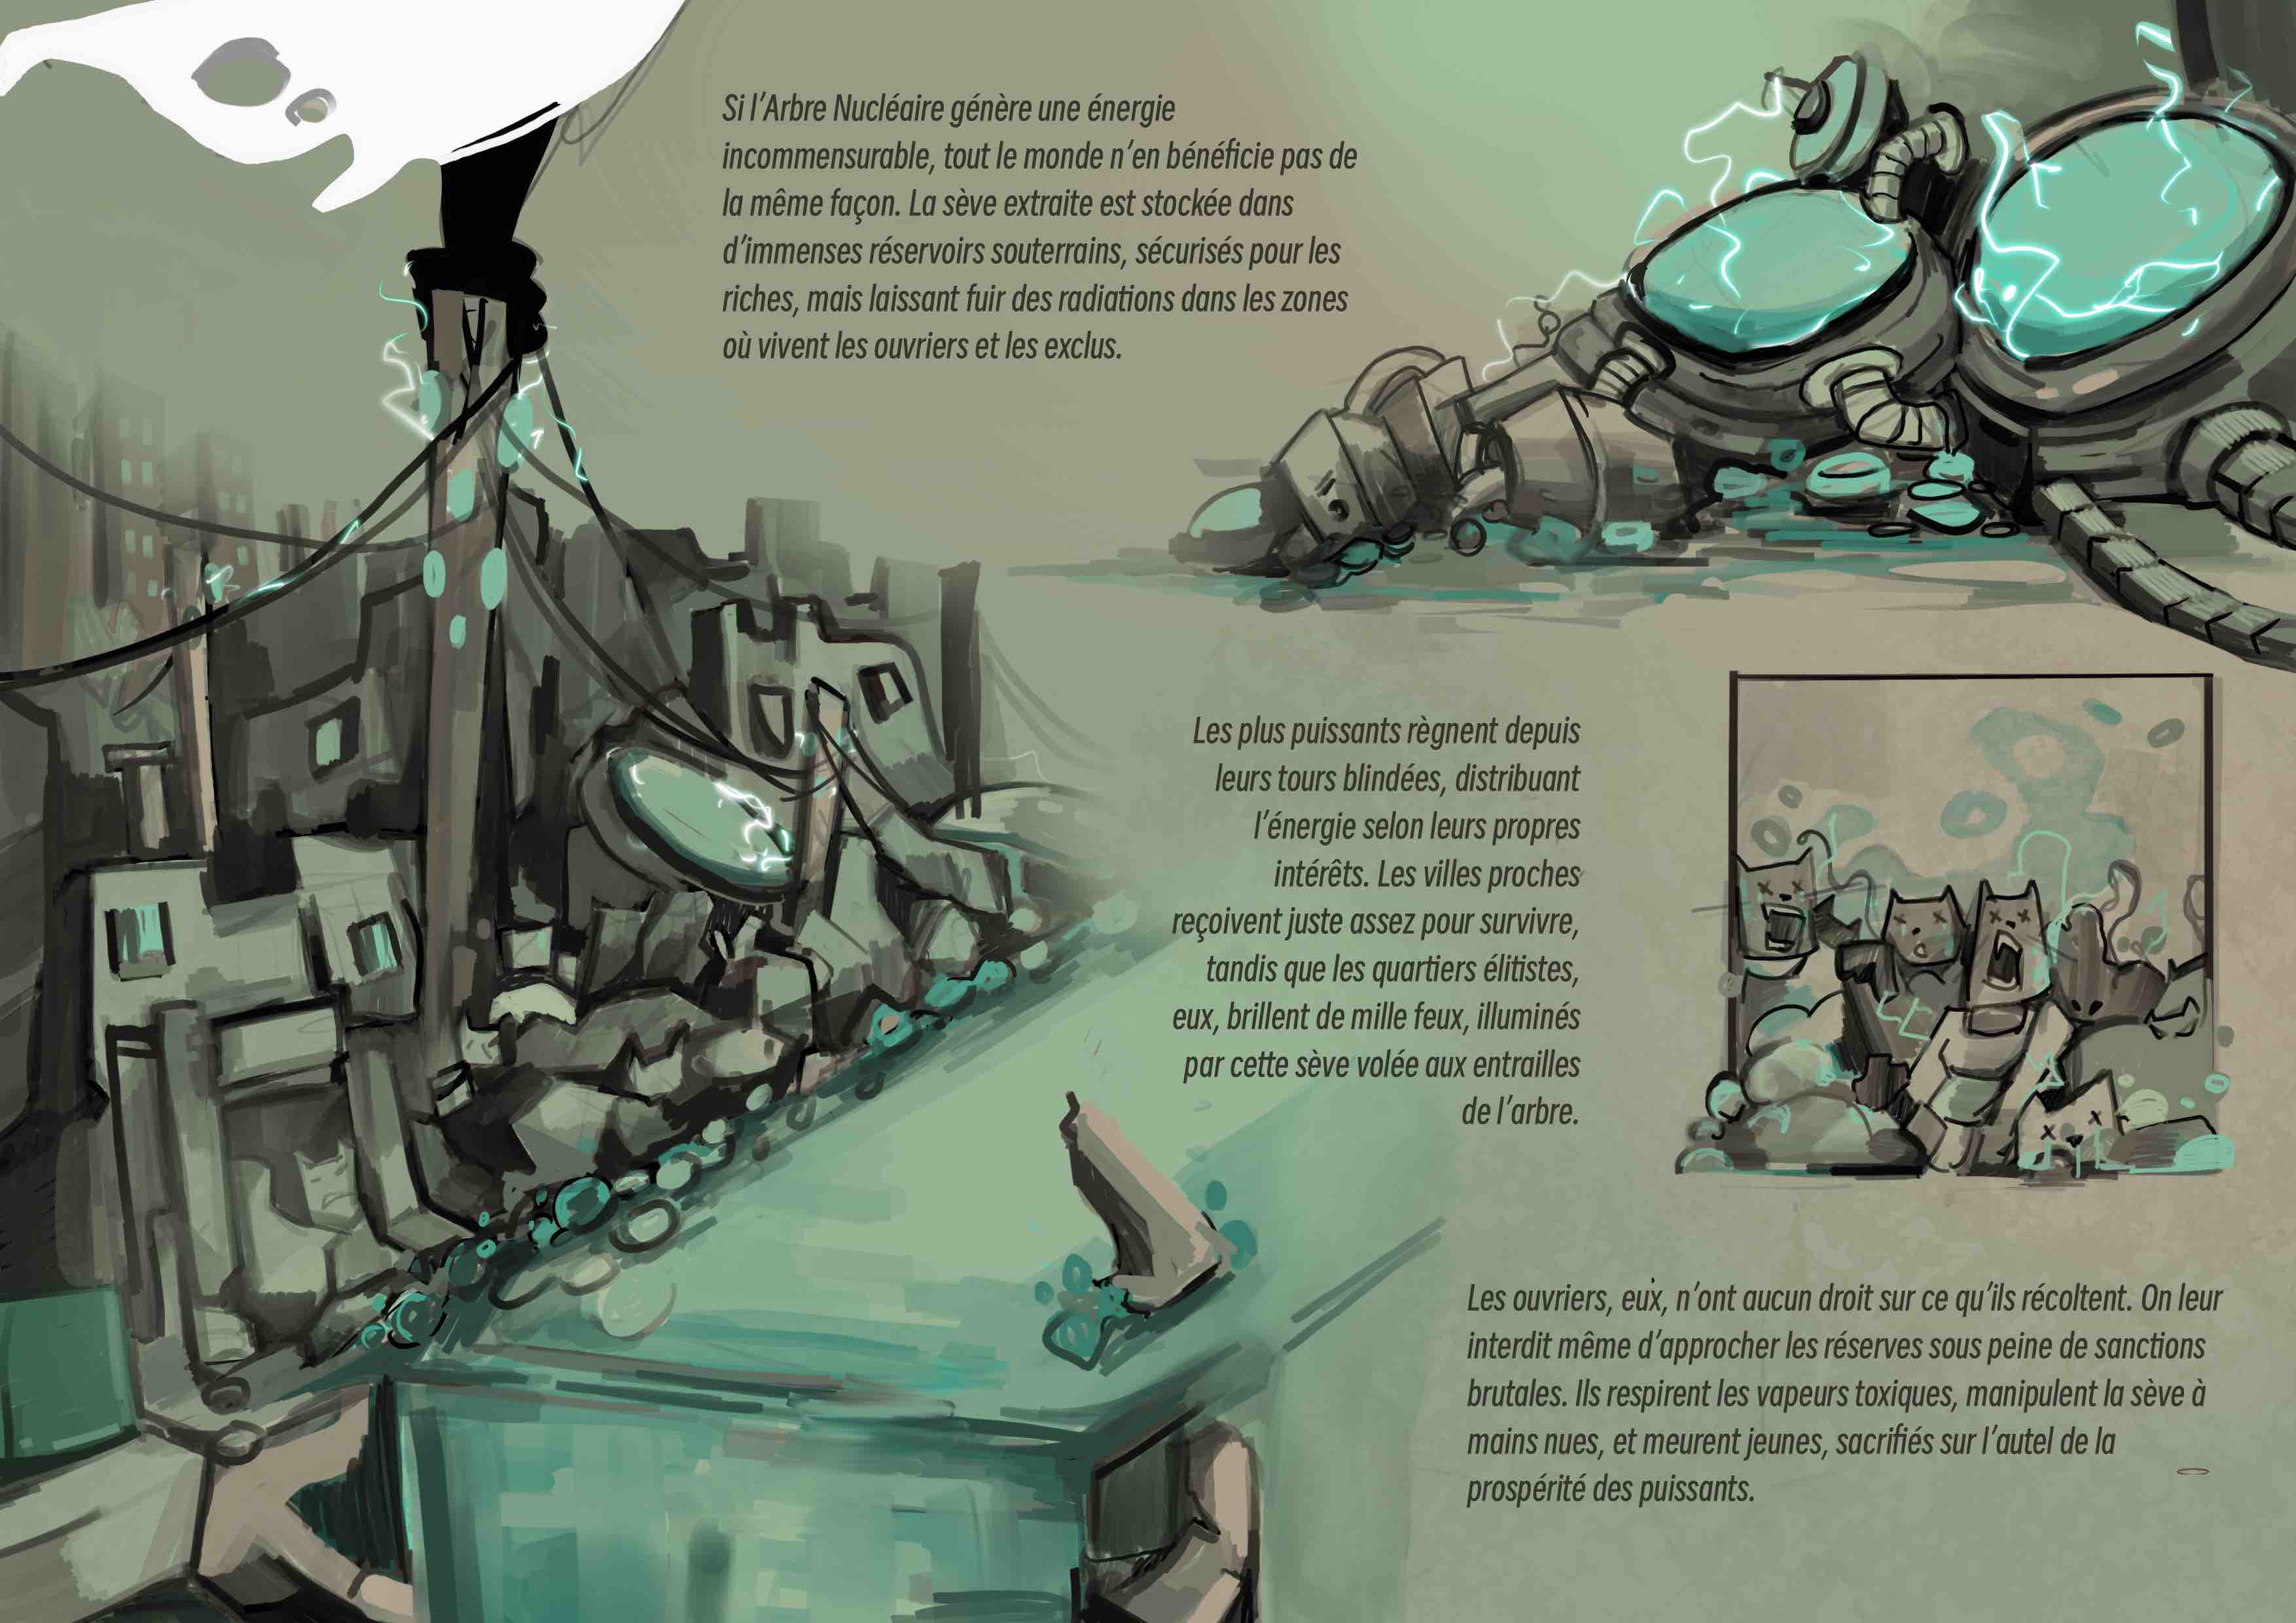 Si l’Arbre Nucléaire génère une énergie
incommensurable, tout le monde n’en bénéficie pas de
la même façon. La sève extraite est stockée dans
d’immenses réservoirs souterrains, sécurisés pour les
riches, mais laissant fuir des radiations dans les zones
où vivent les ouvriers et les exclus.
Les plus puissants règnent depuis
leurs tours blindées, distribuant
l’énergie selon leurs propres
intérêts. Les villes proches
reçoivent juste assez pour survivre,
tandis que les quartiers élitistes,
eux, brillent de mille feux, illuminés
par cette sève volée aux entrailles
de l’arbre.
Les ouvriers, eux, n’ont aucun droit sur ce qu’ils récoltent. On leur
interdit même d’approcher les réserves sous peine de sanctions
brutales. Ils respirent les vapeurs toxiques, manipulent la sève à
mains nues, et meurent jeunes, sacrifiés sur l’autel de la
prospérité des puissants.